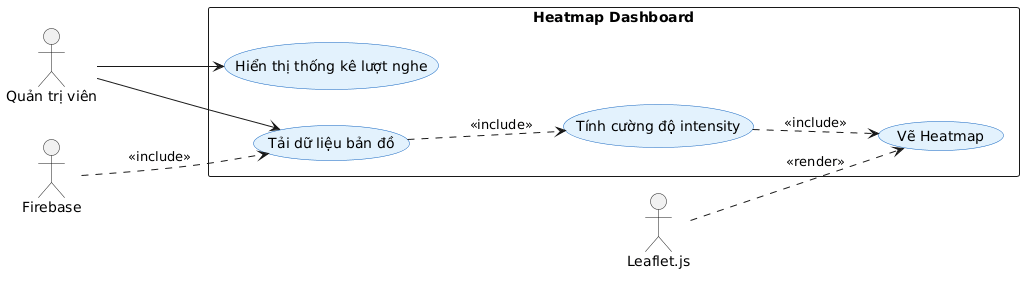 Heatmap Dashboard
Hiển thị thống kê lượt nghe
Quản trị viên
Tính cường độ intensity
«include»
«include»
Vẽ Heatmap
Tải dữ liệu bản đồ
«include»
«render»
Firebase
Leaflet.js